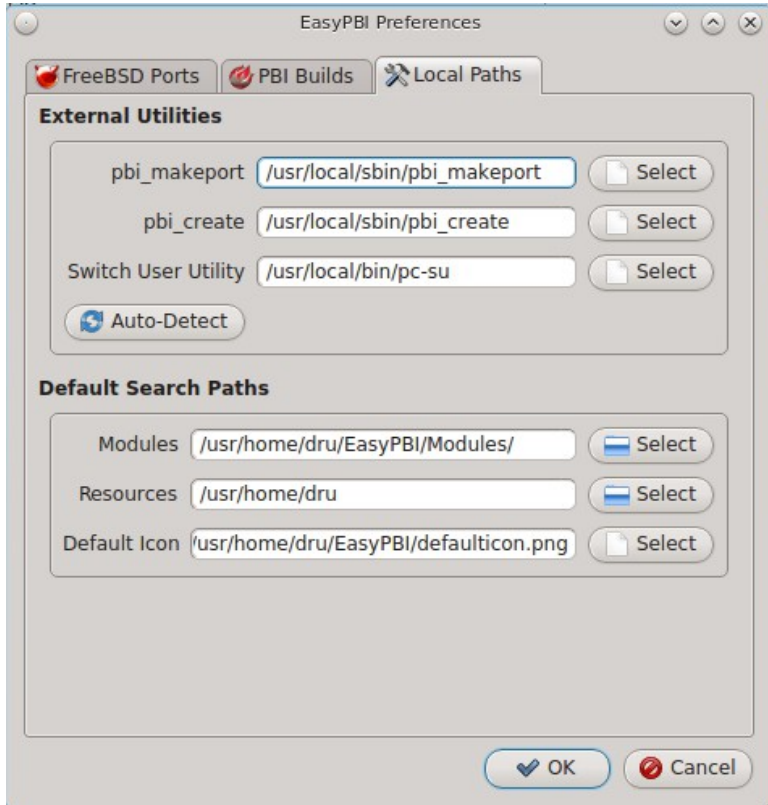 EasyPBI Preferences
FreeBSD Ports PBI Builds Local Paths
External Utilities
pbi_makeport /usr/local/sbin/pbi_makeport Select
pbi_create /usr/local/sbin/pbi_create Select
Switch User Utility /usr/local/bin/pc-su Select
Auto-Detect
Default Search Paths
Modules /usr/home/dru/EasyPBI/Modules/ Select
Resources /usr/home/dru Select
Default Icon /usr/home/dru/EasyPBI/defaulticon.png Select
OK Cancel